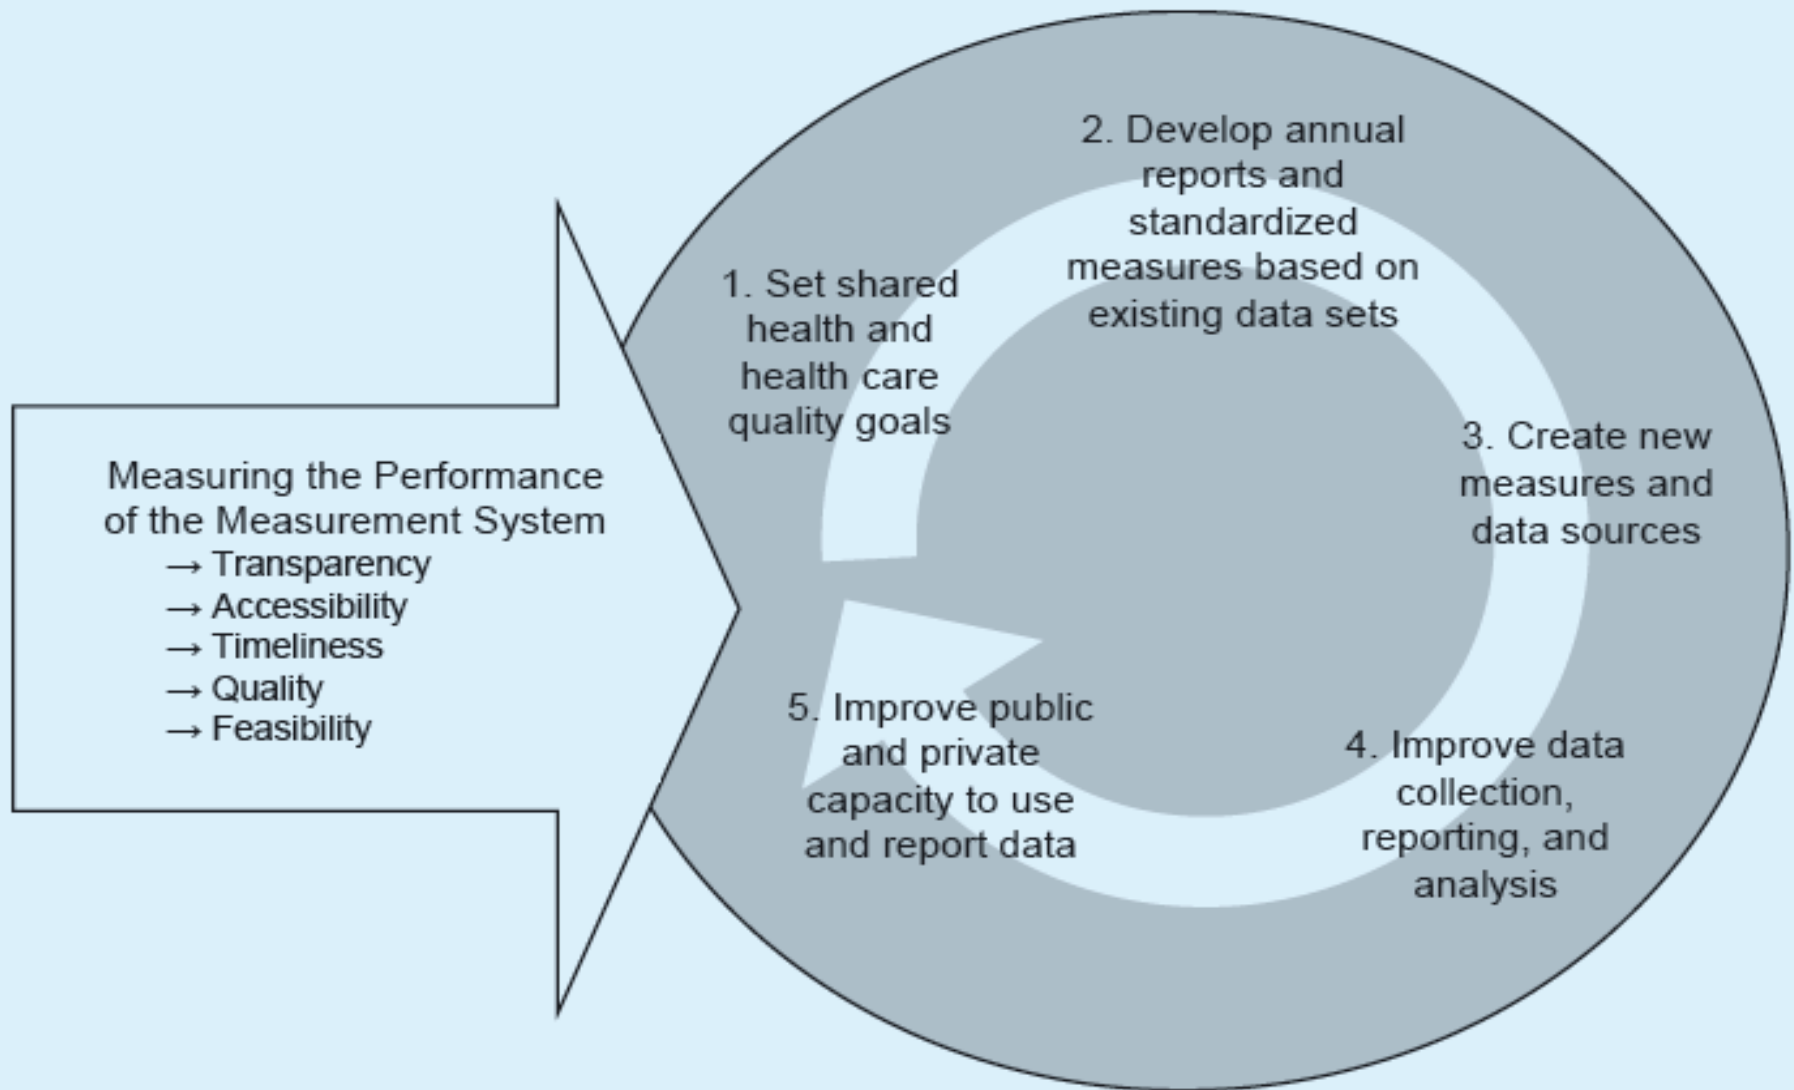 Measuring the Performance
of the Measurement System
→ Transparency
→ Accessibility
→ Timeliness
→ Quality
→ Feasibility
1. Set shared
health and
health care
quality goals
2. Develop annual
reports and
standardized
measures based on
existing data sets
3. Create new
measures and
data sources
4. Improve data
collection,
reporting, and
analysis
5. Improve public
and private
capacity to use
and report data